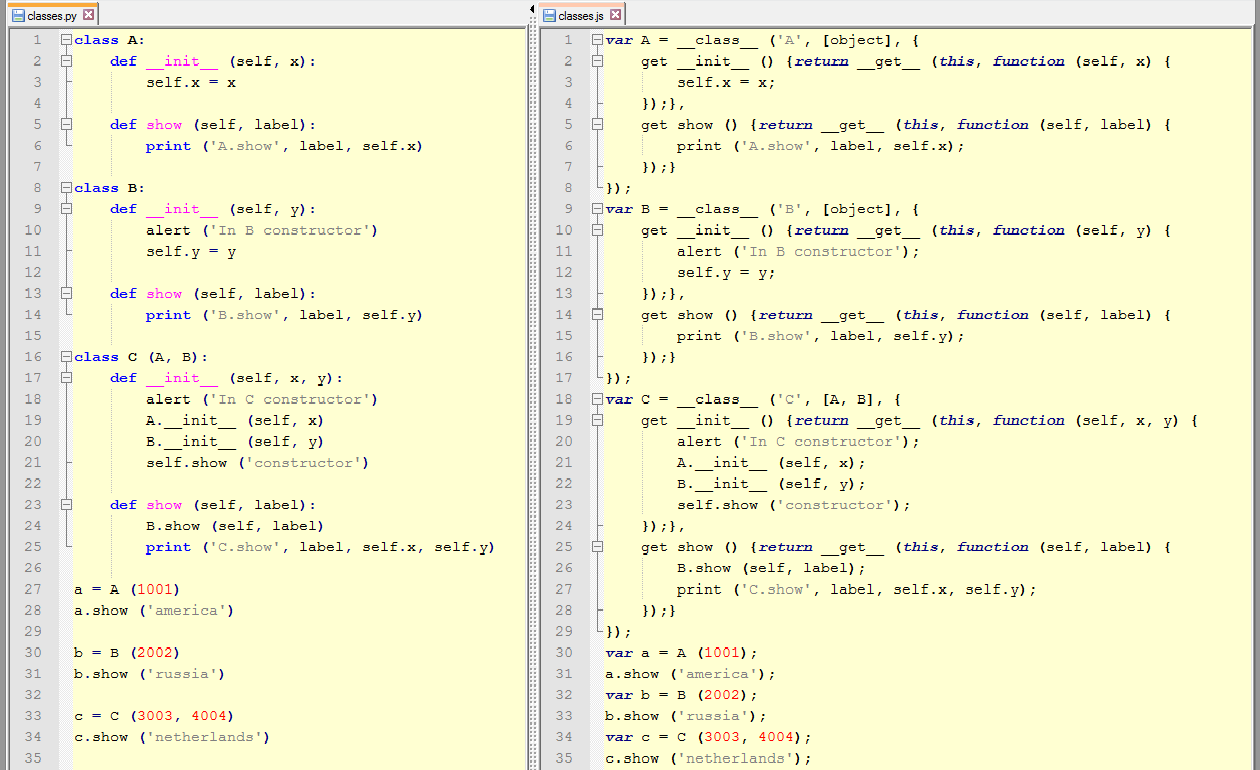 classes.py
1 class A:
2     def __init__ (self, x):
3         self.x = x
4
5     def show (self, label):
6         print ('A.show', label, self.x)
7
8 class B:
9     def __init__ (self, y):
10         alert ('In B constructor')
11         self.y = y
12
13     def show (self, label):
14         print ('B.show', label, self.y)
15
16 class C (A, B):
17     def __init__ (self, x, y):
18         alert ('In C constructor')
19         A.__init__ (self, x)
20         B.__init__ (self, y)
21         self.show ('constructor')
22
23     def show (self, label):
24         B.show (self, label)
25         print ('C.show', label, self.x, self.y)
26
27 a = A (1001)
28 a.show ('america')
29
30 b = B (2002)
31 b.show ('russia')
32
33 c = C (3003, 4004)
34 c.show ('netherlands')
35
classes.js
1 var A = __class__ ('A', [object], {
2     get __init__ () {return __get__ (this, function (self, x) {
3         self.x = x;
4     });},
5     get show () {return __get__ (this, function (self, label) {
6         print ('A.show', label, self.x);
7     });}
8 });
9 var B = __class__ ('B', [object], {
10     get __init__ () {return __get__ (this, function (self, y) {
11         alert ('In B constructor');
12         self.y = y;
13     });},
14     get show () {return __get__ (this, function (self, label) {
15         print ('B.show', label, self.y);
16     });}
17 });
18 var C = __class__ ('C', [A, B], {
19     get __init__ () {return __get__ (this, function (self, x, y) {
20         alert ('In C constructor');
21         A.__init__ (self, x);
22         B.__init__ (self, y);
23         self.show ('constructor');
24     });},
25     get show () {return __get__ (this, function (self, label) {
26         B.show (self, label);
27         print ('C.show', label, self.x, self.y);
28     });}
29 });
30 var a = A (1001);
31 a.show ('america');
32 var b = B (2002);
33 b.show ('russia');
34 var c = C (3003, 4004);
35 c.show ('netherlands');